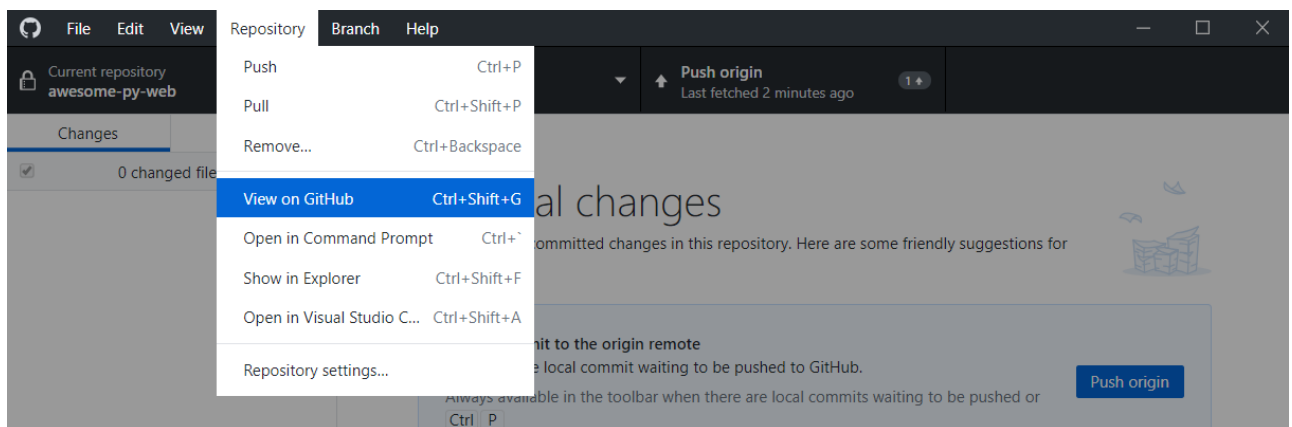 File Edit View Repository Branch Help
Current repository
awesome-py-web
Push origin
Last fetched 2 minutes ago
1
Push Ctrl+P
Pull Ctrl+Shift+P
Remove... Ctrl+Backspace
View on GitHub Ctrl+Shift+G
Open in Command Prompt Ctrl+`
Show in Explorer Ctrl+Shift+F
Open in Visual Studio C... Ctrl+Shift+A
Repository settings...
Changes
0 changed file
al changes
committed changes in this repository. Here are some friendly suggestions for
to the origin remote
local commit waiting to be pushed to GitHub.
Always available in the toolbar when there are local commits waiting to be pushed or
Ctrl P
Push origin